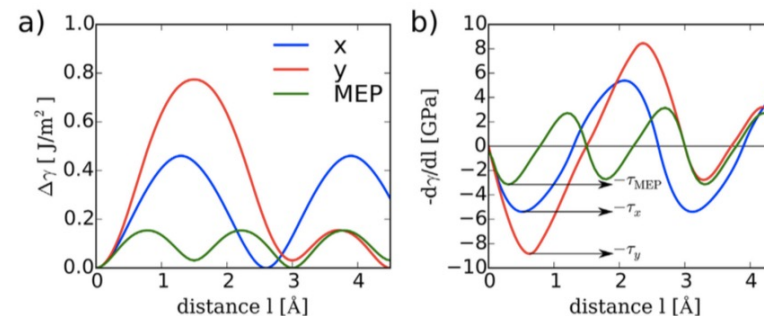 a)
1.0
0.8
0.6
0.4
0.2
0.0
Δγ [ J/m² ]
x
y
MEP
0 1 2 3 4
distance l [Å]
b)
10
8
6
4
2
0
−2
−4
−6
−8
−10
-dγ/dl [GPa]
−τ_MEP
−τ_x
−τ_y
0 1 2 3 4
distance l [Å]